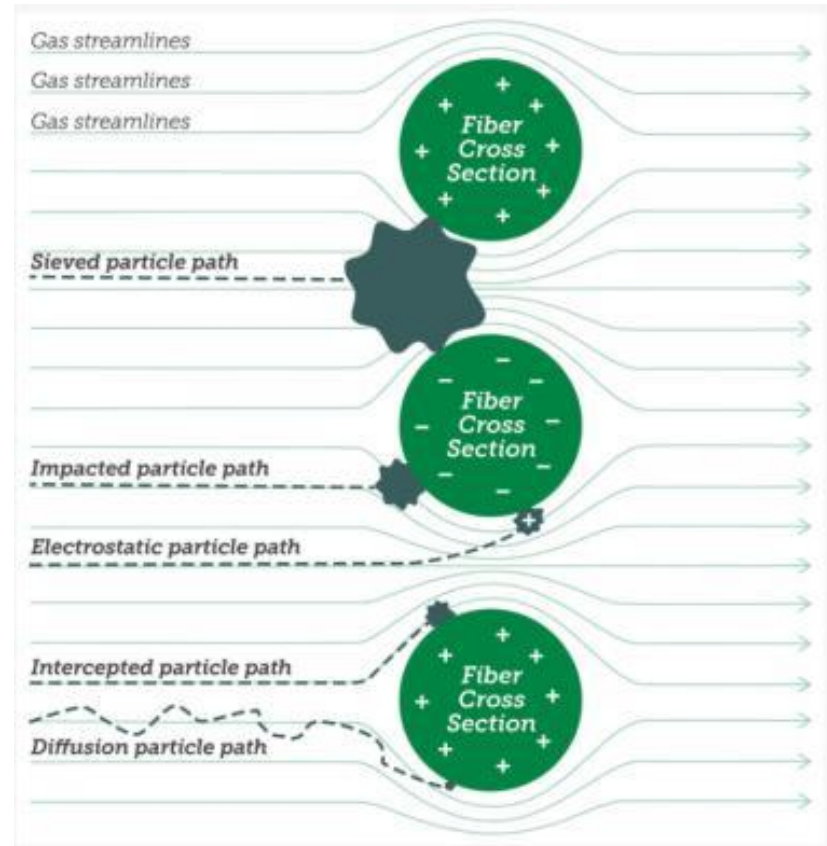 Gas streamlines
Gas streamlines
Gas streamlines
+ + +
+ Fiber +
Cross
Section
+ + +
Sieved particle path
− − −
− Fiber −
Cross
Section
− − −
Impacted particle path
+
Electrostatic particle path
+ + +
Intercepted particle path
+ Fiber +
Cross
Section
+ + +
Diffusion particle path